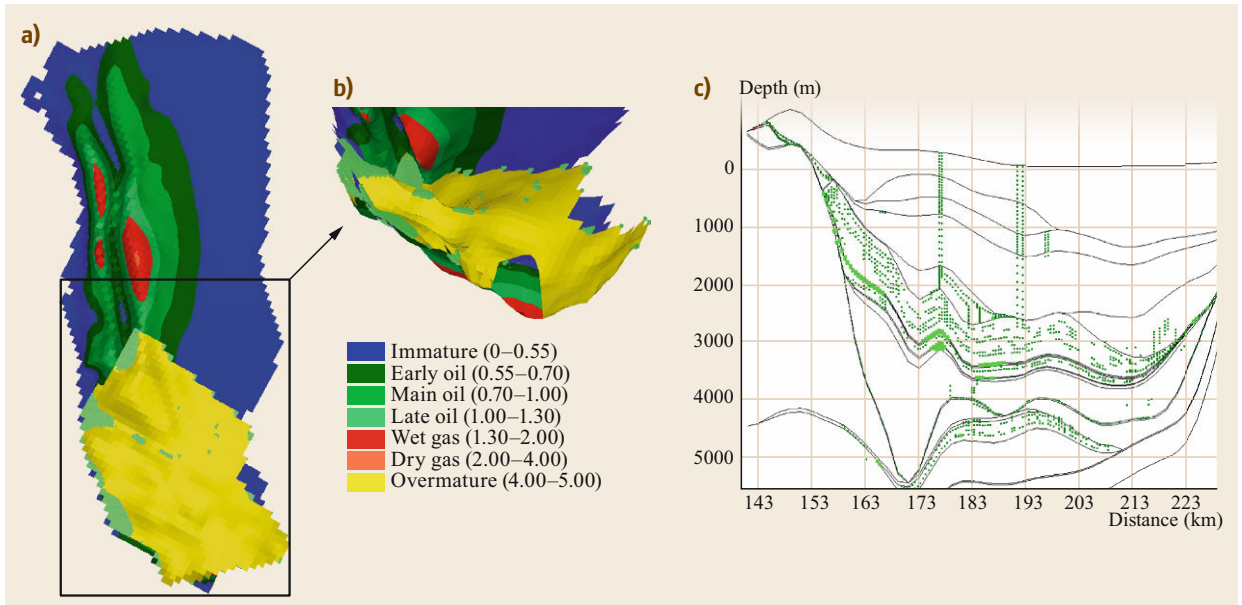 a)
b)
Immature (0–0.55)
Early oil (0.55–0.70)
Main oil (0.70–1.00)
Late oil (1.00–1.30)
Wet gas (1.30–2.00)
Dry gas (2.00–4.00)
Overmature (4.00–5.00)
c)
Depth (m)
0
1000
2000
3000
4000
5000
143 153 163 173 183 193 203 213 223
Distance (km)